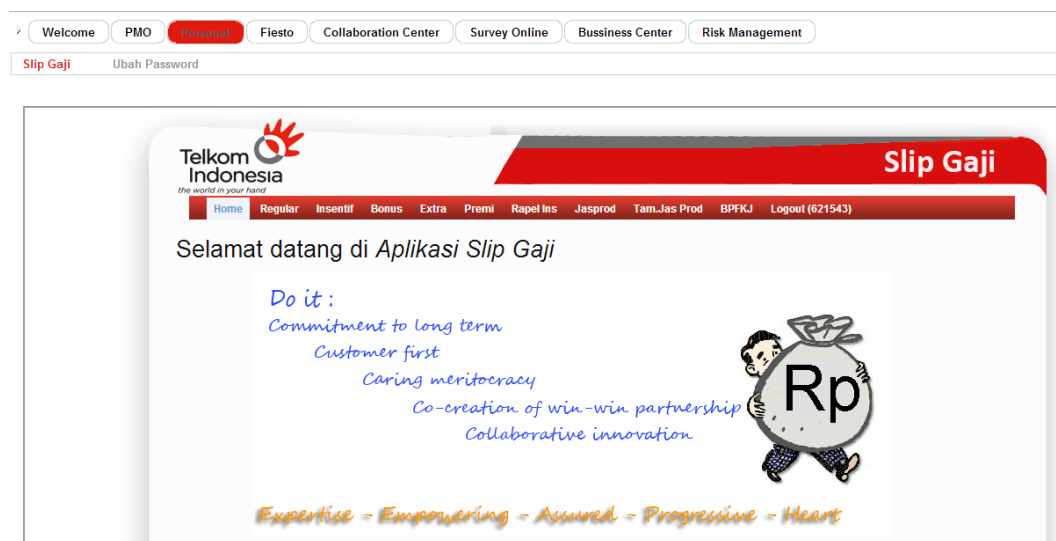 Welcome PMO Personal Fiesto Collaboration Center Survey Online Bussiness Center Risk Management
Slip Gaji Ubah Password
Telkom
Indonesia
the world in your hand
Slip Gaji
Home Regular Insentif Bonus Extra Premi Rapel Ins Jasprod Tam.Jas Prod BPFKJ Logout (621543)
Selamat datang di Aplikasi Slip Gaji
Do it :
Commitment to long term
Customer first
Caring meritocracy
Co-creation of win-win partnership
Collaborative innovation
Rp
Expertise - Empowering - Assured - Progressive - Heart